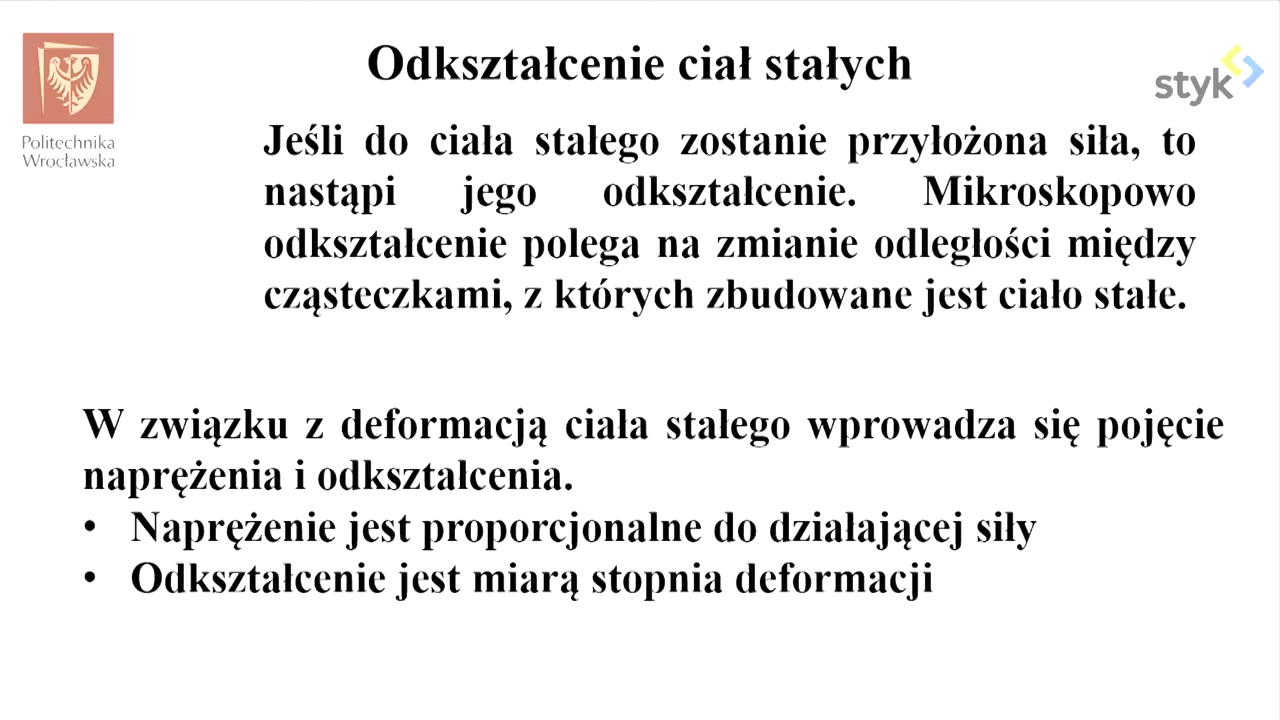 Odkształcenie ciał stałych
styk
Politechnika
Wrocławska
Jeśli do ciała stałego zostanie przyłożona siła, to
nastąpi jego odkształcenie. Mikroskopowo
odkształcenie polega na zmianie odległości między
cząsteczkami, z których zbudowane jest ciało stałe.
W związku z deformacją ciała stałego wprowadza się pojęcie
naprężenia i odkształcenia.
• Naprężenie jest proporcjonalne do działającej siły
• Odkształcenie jest miarą stopnia deformacji